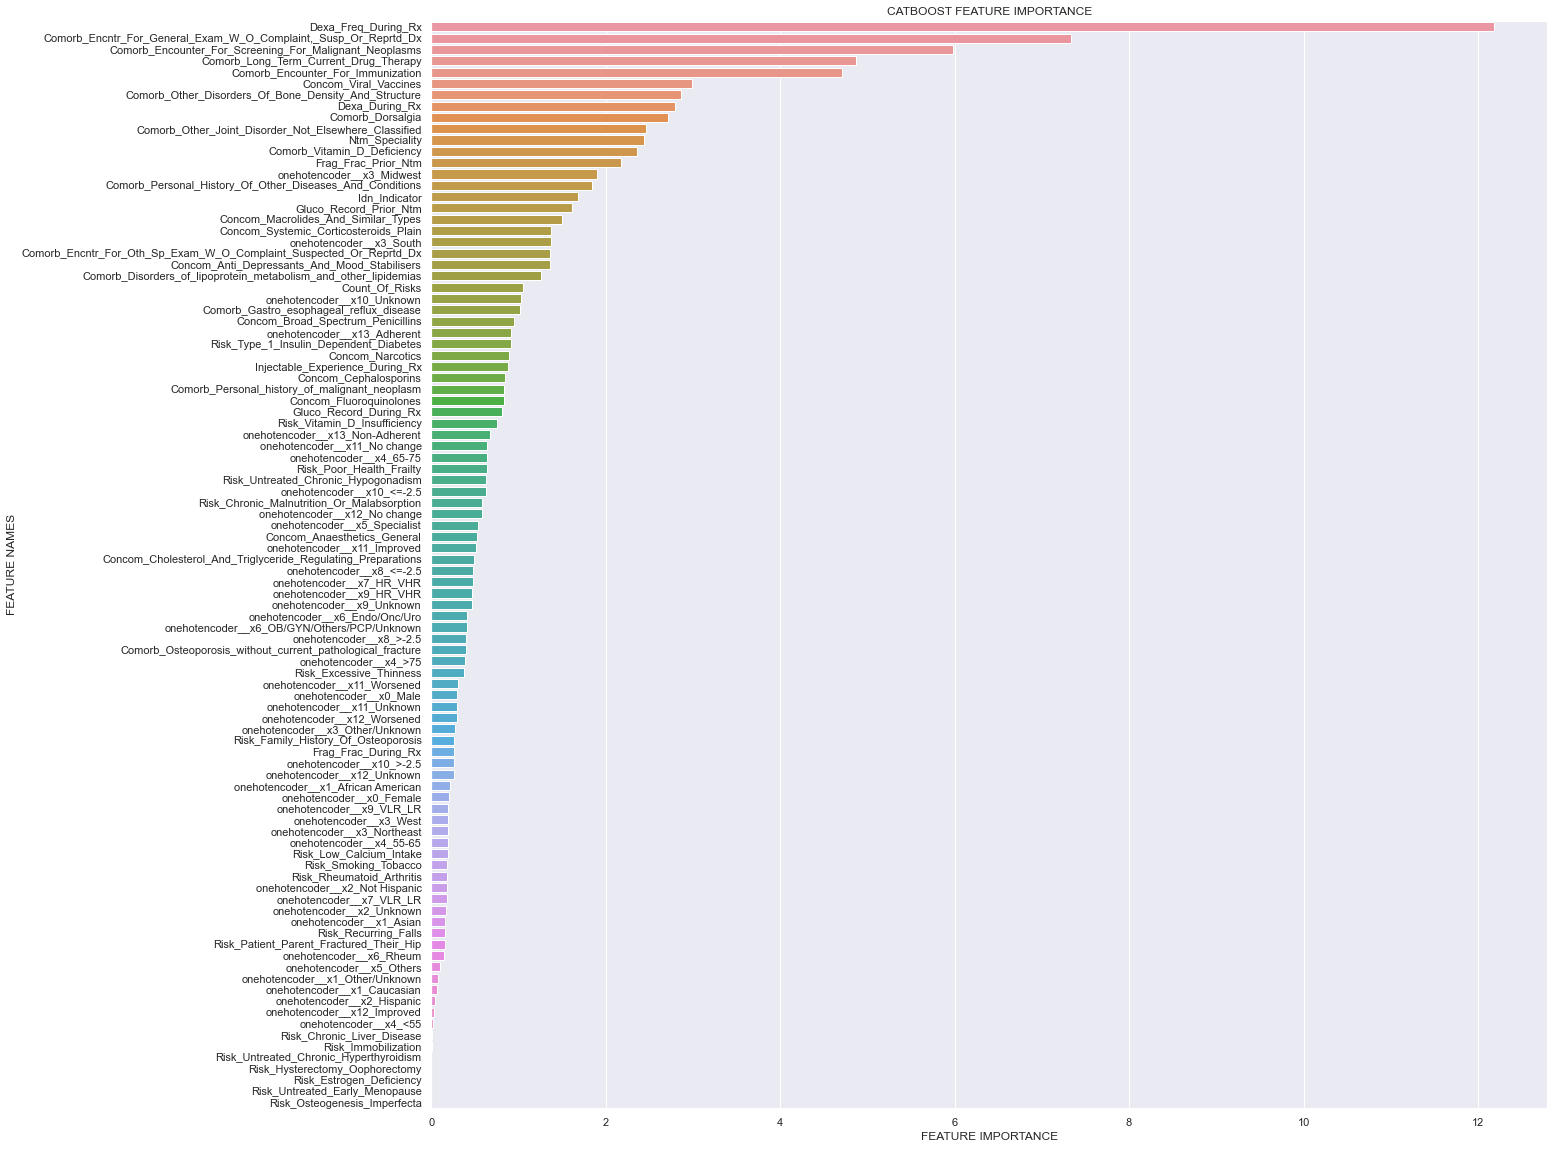 CATBOOST FEATURE IMPORTANCE
Dexa_Freq_During_Rx
Comorb_Encntr_For_General_Exam_W_O_Complaint,_Susp_Or_Reprtd_Dx
Comorb_Encounter_For_Screening_For_Malignant_Neoplasms
Comorb_Long_Term_Current_Drug_Therapy
Comorb_Encounter_For_Immunization
Concom_Viral_Vaccines
Comorb_Other_Disorders_Of_Bone_Density_And_Structure
Dexa_During_Rx
Comorb_Dorsalgia
Comorb_Other_Joint_Disorder_Not_Elsewhere_Classified
Ntm_Speciality
Comorb_Vitamin_D_Deficiency
Frag_Frac_Prior_Ntm
onehotencoder__x3_Midwest
Comorb_Personal_History_Of_Other_Diseases_And_Conditions
Idn_Indicator
Gluco_Record_Prior_Ntm
Concom_Macrolides_And_Similar_Types
Concom_Systemic_Corticosteroids_Plain
onehotencoder__x3_South
Comorb_Encntr_For_Oth_Sp_Exam_W_O_Complaint_Suspected_Or_Reprtd_Dx
Concom_Anti_Depressants_And_Mood_Stabilisers
Comorb_Disorders_of_lipoprotein_metabolism_and_other_lipidemias
Count_Of_Risks
onehotencoder__x10_Unknown
Comorb_Gastro_esophageal_reflux_disease
Concom_Broad_Spectrum_Penicillins
onehotencoder__x13_Adherent
Risk_Type_1_Insulin_Dependent_Diabetes
Concom_Narcotics
Injectable_Experience_During_Rx
Concom_Cephalosporins
Comorb_Personal_history_of_malignant_neoplasm
Concom_Fluoroquinolones
Gluco_Record_During_Rx
Risk_Vitamin_D_Insufficiency
onehotencoder__x13_Non-Adherent
onehotencoder__x11_No change
onehotencoder__x4_65-75
Risk_Poor_Health_Frailty
Risk_Untreated_Chronic_Hypogonadism
onehotencoder__x10_<=-2.5
Risk_Chronic_Malnutrition_Or_Malabsorption
onehotencoder__x12_No change
onehotencoder__x5_Specialist
Concom_Anaesthetics_General
onehotencoder__x11_Improved
Concom_Cholesterol_And_Triglyceride_Regulating_Preparations
onehotencoder__x8_<=-2.5
onehotencoder__x7_HR_VHR
onehotencoder__x9_HR_VHR
onehotencoder__x9_Unknown
onehotencoder__x6_Endo/Onc/Uro
onehotencoder__x6_OB/GYN/Others/PCP/Unknown
onehotencoder__x8_>-2.5
Comorb_Osteoporosis_without_current_pathological_fracture
onehotencoder__x4_>75
Risk_Excessive_Thinness
onehotencoder__x11_Worsened
onehotencoder__x0_Male
onehotencoder__x11_Unknown
onehotencoder__x12_Worsened
onehotencoder__x3_Other/Unknown
Risk_Family_History_Of_Osteoporosis
Frag_Frac_During_Rx
onehotencoder__x10_>-2.5
onehotencoder__x12_Unknown
onehotencoder__x1_African American
onehotencoder__x0_Female
onehotencoder__x9_VLR_LR
onehotencoder__x3_West
onehotencoder__x3_Northeast
onehotencoder__x4_55-65
Risk_Low_Calcium_Intake
Risk_Smoking_Tobacco
Risk_Rheumatoid_Arthritis
onehotencoder__x2_Not Hispanic
onehotencoder__x7_VLR_LR
onehotencoder__x2_Unknown
onehotencoder__x1_Asian
Risk_Recurring_Falls
Risk_Patient_Parent_Fractured_Their_Hip
onehotencoder__x6_Rheum
onehotencoder__x5_Others
onehotencoder__x1_Other/Unknown
onehotencoder__x1_Caucasian
onehotencoder__x2_Hispanic
onehotencoder__x12_Improved
onehotencoder__x4_<55
Risk_Chronic_Liver_Disease
Risk_Immobilization
Risk_Untreated_Chronic_Hyperthyroidism
Risk_Hysterectomy_Oophorectomy
Risk_Estrogen_Deficiency
Risk_Untreated_Early_Menopause
Risk_Osteogenesis_Imperfecta
FEATURE NAMES
0 2 4 6 8 10 12
FEATURE IMPORTANCE